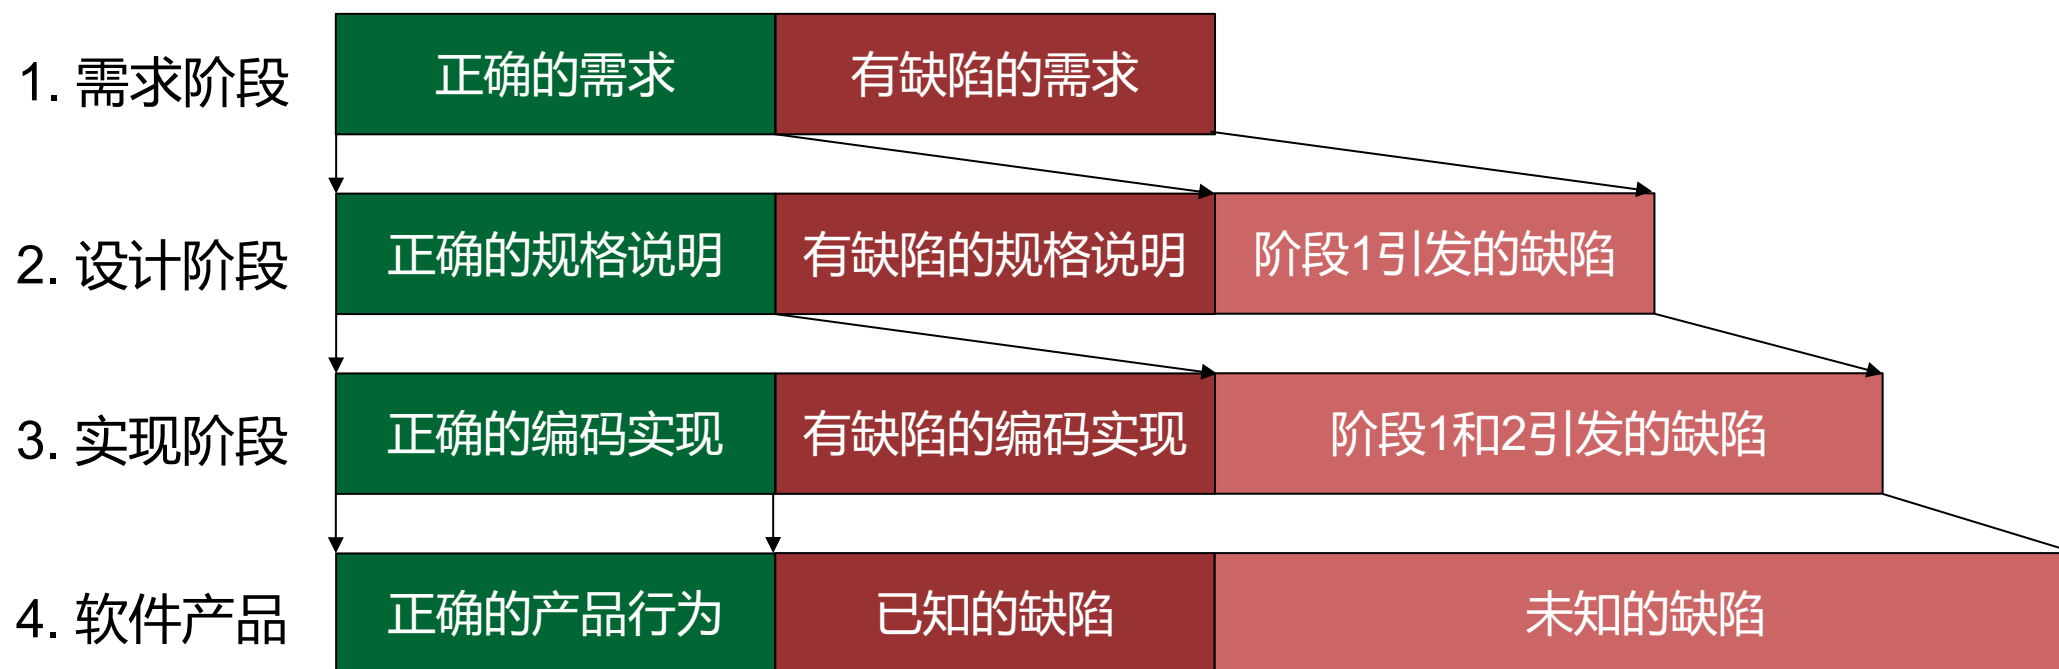 1. 需求阶段 正确的需求 有缺陷的需求
2. 设计阶段 正确的规格说明 有缺陷的规格说明 阶段1引发的缺陷
3. 实现阶段 正确的编码实现 有缺陷的编码实现 阶段1和2引发的缺陷
4. 软件产品 正确的产品行为 已知的缺陷 未知的缺陷